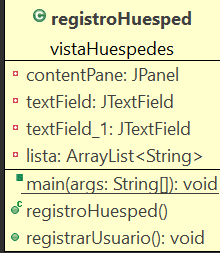 registroHuesped
vistaHuespedes
contentPane: JPanel
textField: JTextField
textField_1: JTextField
lista: ArrayList<String>
main(args: String[]): void
registroHuesped()
registrarUsuario(): void